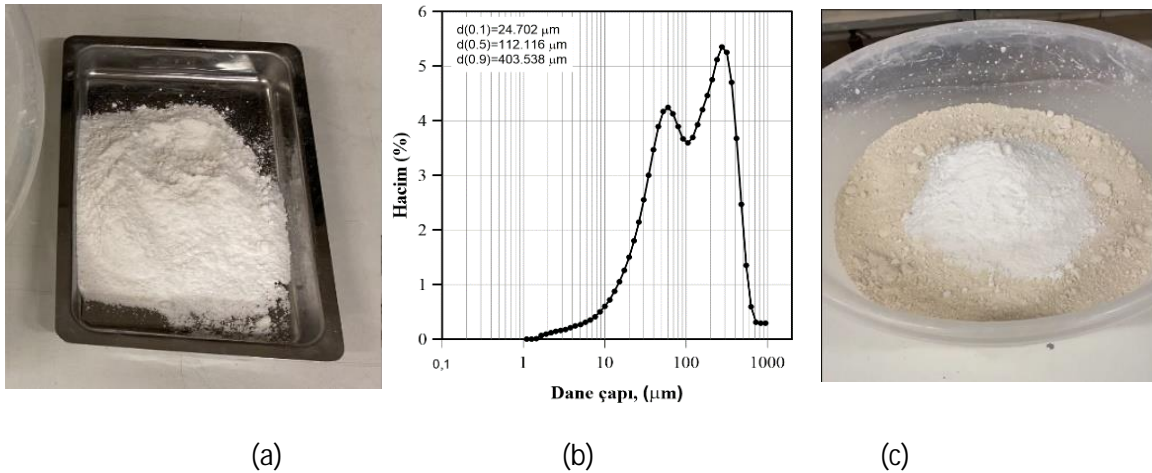 d(0.1)=24.702 μm
d(0.5)=112.116 μm
d(0.9)=403.538 μm
6
5
4
3
2
1
0
Hacim (%)
0,1 1 10 100 1000
Dane çapı, (μm)
(a) (b) (c)